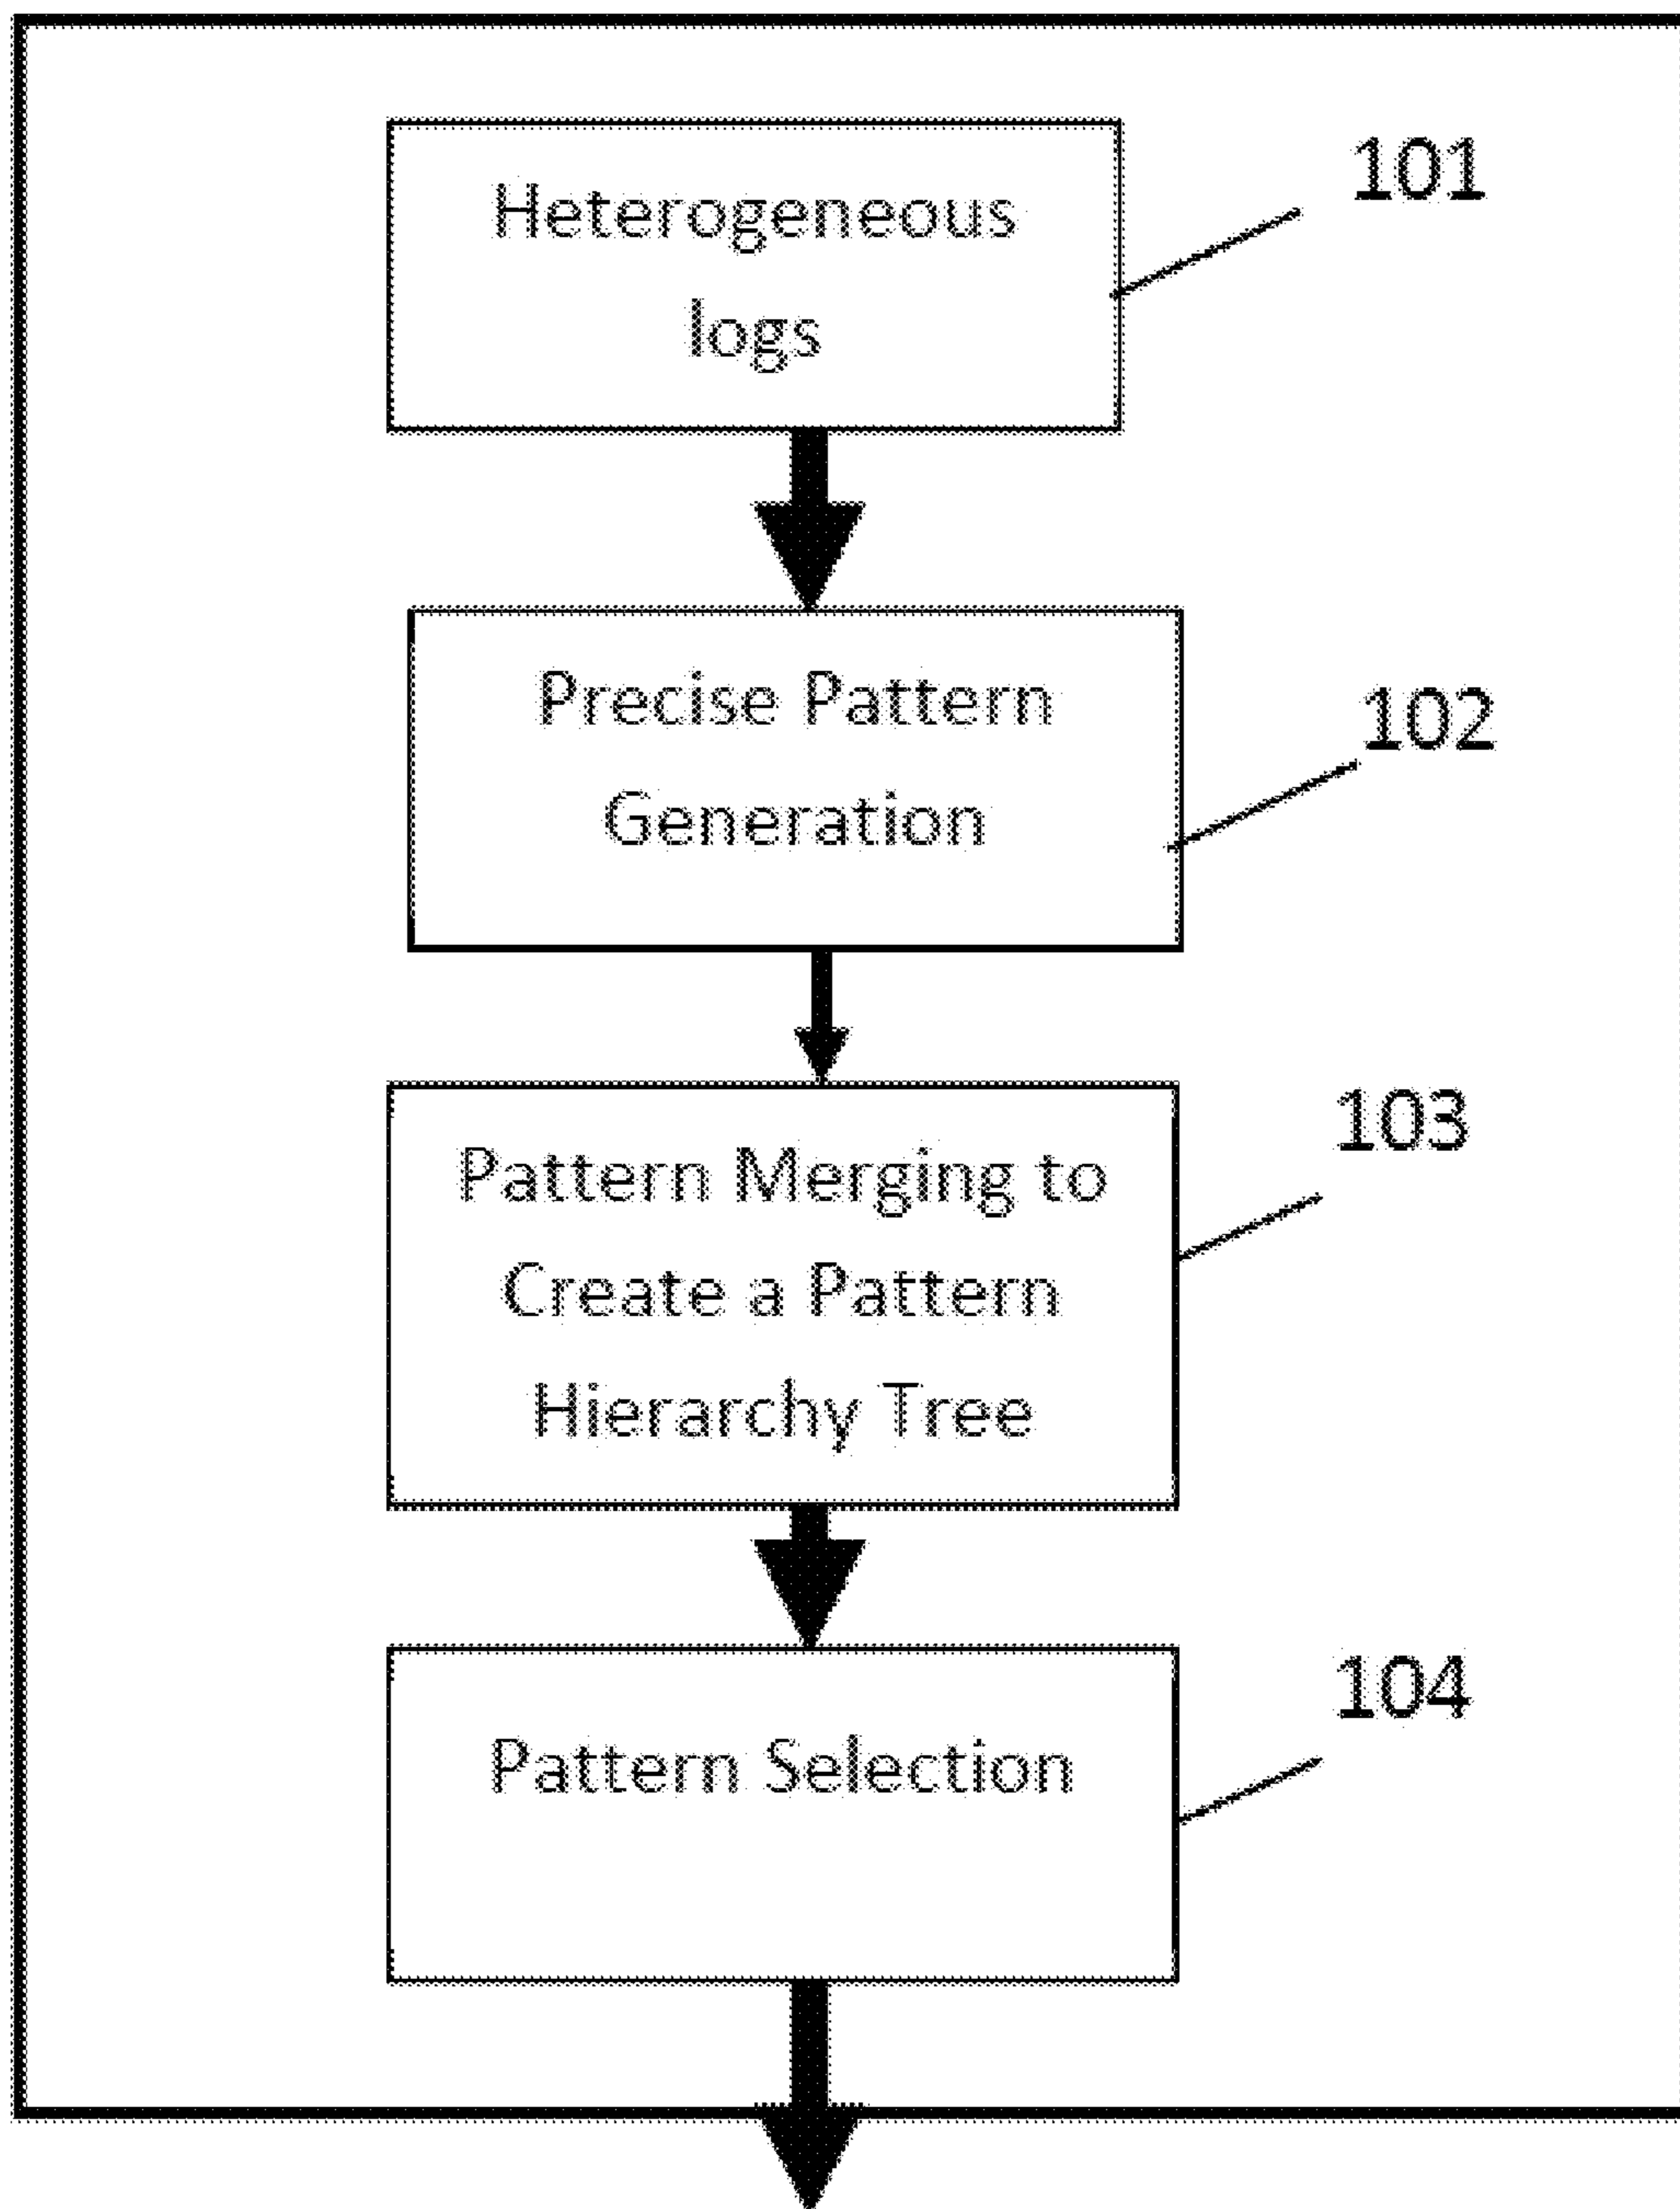 Heterogeneous
logs
101
Precise Pattern
Generation
102
Pattern Merging to
Create a Pattern
Hierarchy Tree
103
Pattern Selection
104